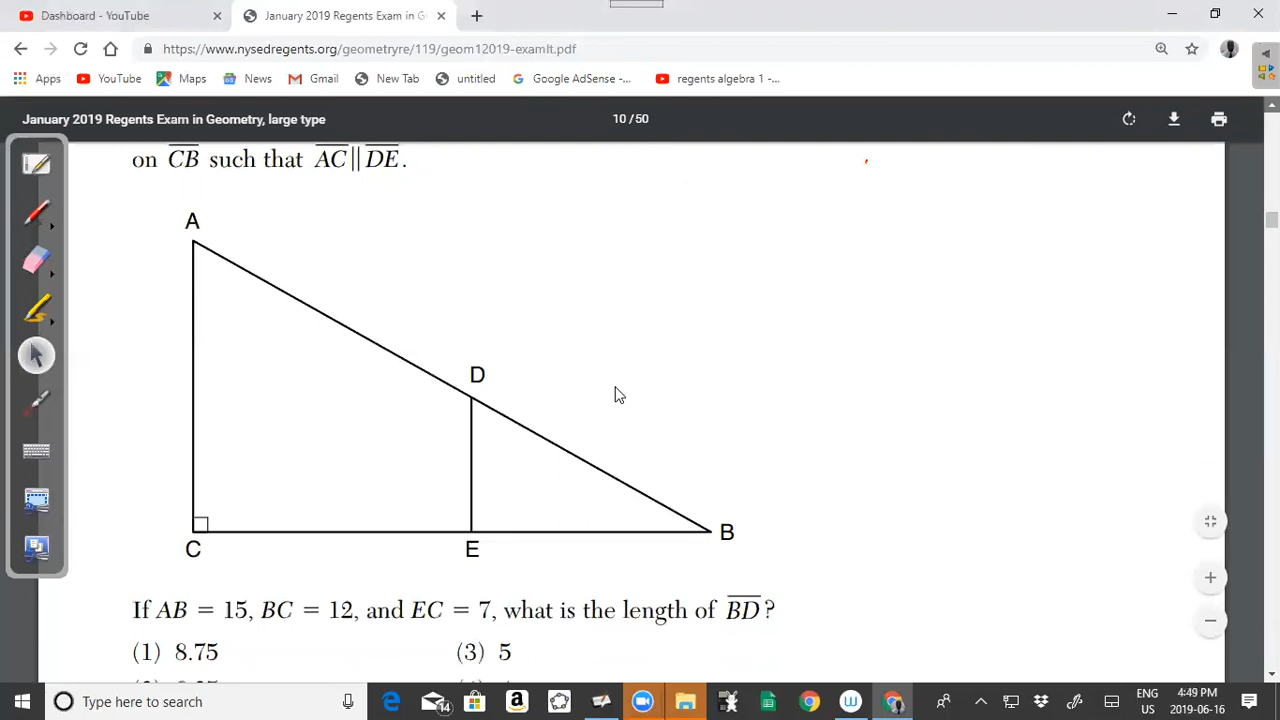 Dashboard - YouTube
January 2019 Regents Exam in G
https://www.nysedregents.org/geometryre/119/geom12019-examlt.pdf
Apps YouTube Maps News Gmail New Tab untitled Google AdSense -... regents algebra 1 -...
January 2019 Regents Exam in Geometry, large type 10 / 50
on CB such that AC||DE.
A
D
B
C E
If AB = 15, BC = 12, and EC = 7, what is the length of BD?
(1) 8.75 (3) 5
Type here to search
14
ENG 4:49 PM
US 2019-06-16